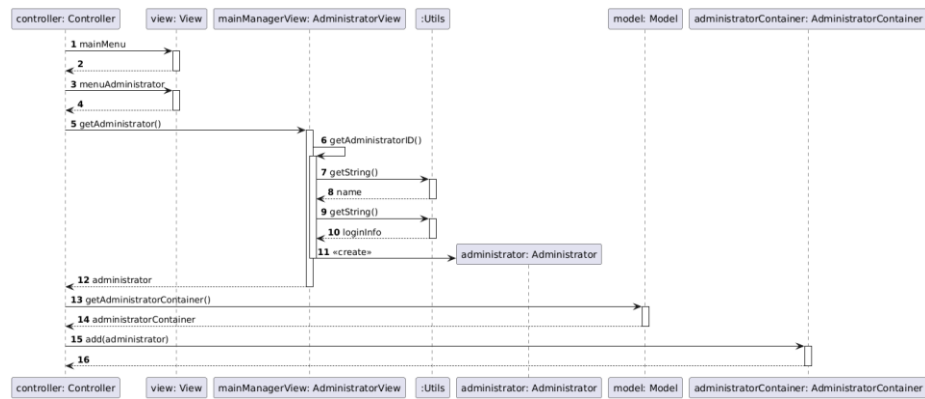 controller: Controller view: View mainManagerView: AdministratorView :Utils model: Model administratorContainer: AdministratorContainer
1 mainMenu
2
3 menuAdministrator
4
5 getAdministrator()
6 getAdministratorID()
7 getString()
8 name
9 getString()
10 loginInfo
11 «create» administrator: Administrator
12 administrator
13 getAdministratorContainer()
14 administratorContainer
15 add(administrator)
16
controller: Controller view: View mainManagerView: AdministratorView :Utils administrator: Administrator model: Model administratorContainer: AdministratorContainer